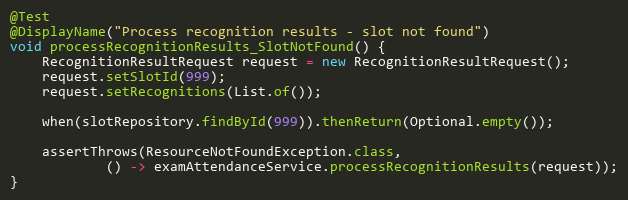 @Test
@DisplayName("Process recognition results - slot not found")
void processRecognitionResults_SlotNotFound() {
    RecognitionResultRequest request = new RecognitionResultRequest();
    request.setSlotId(999);
    request.setRecognitions(List.of());

    when(slotRepository.findById(999)).thenReturn(Optional.empty());

    assertThrows(ResourceNotFoundException.class,
            () -> examAttendanceService.processRecognitionResults(request));
}